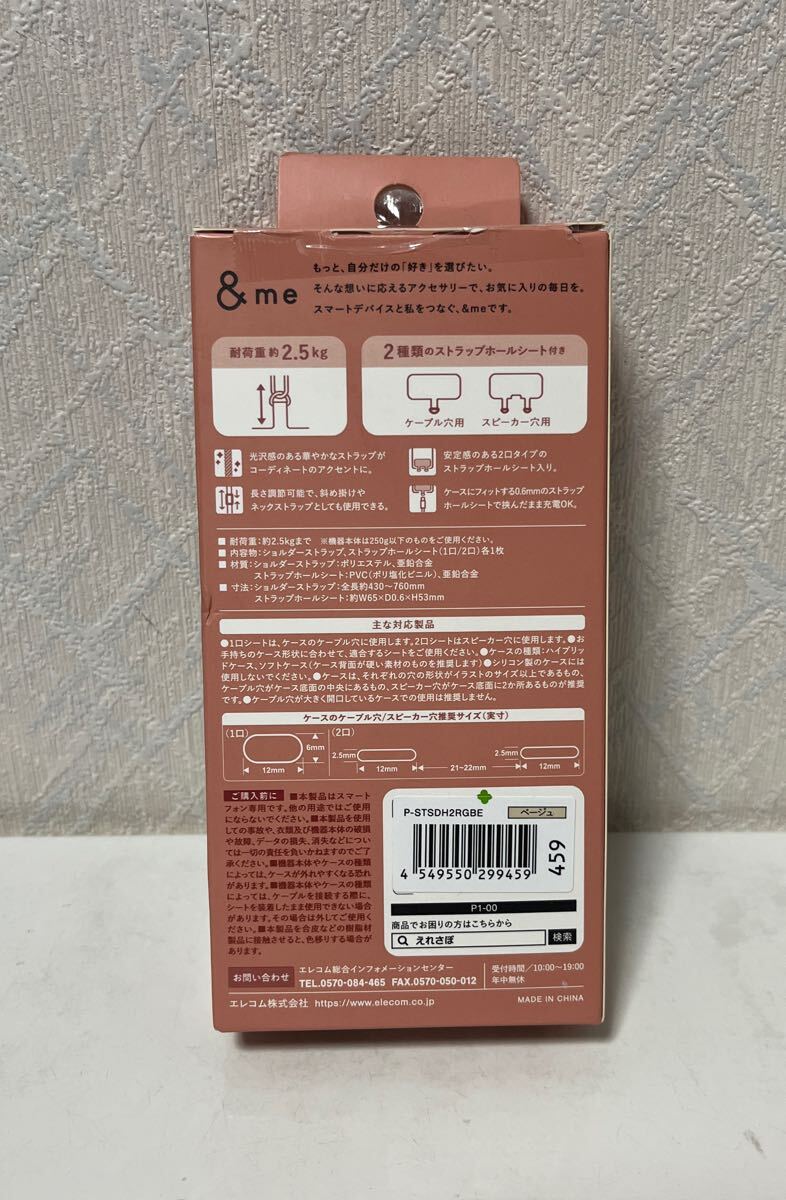 &me
もっと、自分だけの「好き」を選びたい。
そんな想いに応えるアクセサリーで、お気に入りの毎日を。
スマートデバイスと私をつなぐ、&meです。
耐荷重 約2.5kg
2種類のストラップホールシート付き
ケーブル穴用 スピーカー穴用
光沢感のある華やかなストラップが
コーディネートのアクセントに。
安定感のある2口タイプの
ストラップホールシート入り。
長さ調節可能で、斜め掛けや
ネックストラップとしても使用できる。
ケースにフィットする0.6mmのストラップ
ホールシートで挟んだまま充電OK。
■耐荷重:約2.5kgまで ※機器本体は250g以下のものをご使用ください。
■内容物:ショルダーストラップ、ストラップホールシート(1口/2口)各1枚
■材質:ショルダーストラップ:ポリエステル、亜鉛合金
ストラップホールシート:PVC(ポリ塩化ビニル)、亜鉛合金
■寸法:ショルダーストラップ:全長約430~760mm
ストラップホールシート:約W65×D0.6×H53mm
主な対応製品
●1口シートは、ケースのケーブル穴に使用します。2口シートはスピーカー穴に使用します。●お
手持ちのケース形状に合わせて、適合するシートをご使用ください。●ケースの種類:ハイブリッ
ドケース、ソフトケース(ケース背面が硬い素材のものを推奨します)●シリコン製のケースには
使用しないでください。●ケースは、それぞれの穴の形状がイラストのサイズ以上であるもの、
ケーブル穴がケース底面の中央にあるもの、スピーカー穴がケース底面に2か所あるものが推奨
です。●ケーブル穴が大きく開口しているケースでの使用は推奨しません。
ケースのケーブル穴/スピーカー穴推奨サイズ(実寸)
(1口) 6mm 12mm
(2口) 2.5mm 12mm 21~22mm 2.5mm 12mm
ご購入前に ■本製品はスマート
フォン専用です。他の用途ではご使用
にならないでください。■本製品を使用
しての事故や、衣類及び機器本体の破損
や故障、データの損失、消失などについ
ては一切の責任を負いかねますのでご了
承ください。■機器本体やケースの種類
によっては、ケースが外れやすくなる恐れ
があります。■機器本体やケースの種類
によっては、ケーブルを接続する際に、
シートを装着したまま使用できない場合
があります。その場合は外してご使用く
ださい。■本製品を合皮などの樹脂材
製品に接触させると、色移りする場合が
あります。
P-STSDH2RGBE ベージュ
4 549550 299459
459
P1-00
商品でお困りの方はこちらから
えれさぽ 検索
お問い合わせ
エレコム総合インフォメーションセンター
TEL.0570-084-465 FAX.0570-050-012
受付時間/10:00~19:00
年中無休
エレコム株式会社 https://www.elecom.co.jp
MADE IN CHINA